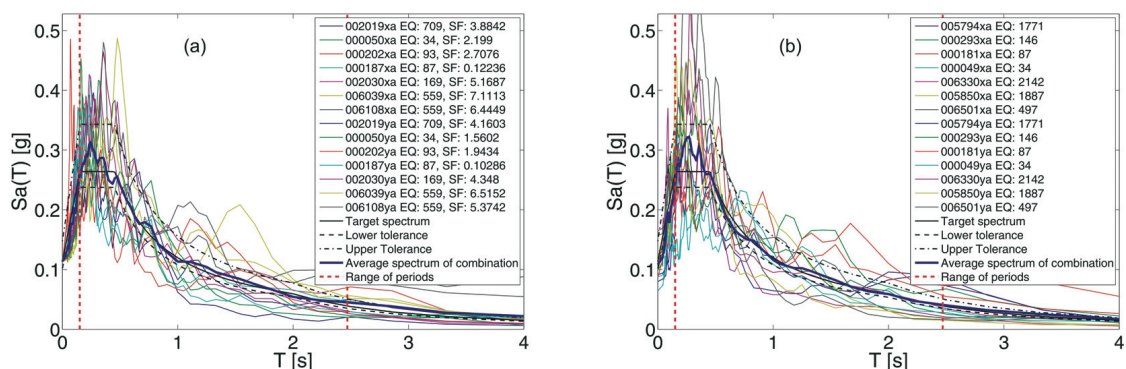 (a)
Sa(T) [g]
0.5
0.4
0.3
0.2
0.1
0
0 1 2 3 4
T [s]
002019xa EQ: 709, SF: 3.8842
000050xa EQ: 34, SF: 2.199
000202xa EQ: 93, SF: 2.7076
000187xa EQ: 87, SF: 0.12236
002030xa EQ: 169, SF: 5.1687
006039xa EQ: 559, SF: 7.1113
006108xa EQ: 559, SF: 6.4449
002019ya EQ: 709, SF: 4.1603
000050ya EQ: 34, SF: 1.5602
000202ya EQ: 93, SF: 1.9434
000187ya EQ: 87, SF: 0.10286
002030ya EQ: 169, SF: 4.348
006039ya EQ: 559, SF: 6.5152
006108ya EQ: 559, SF: 5.3742
Target spectrum
Lower tolerance
Upper Tolerance
Average spectrum of combination
Range of periods
(b)
Sa(T) [g]
0.5
0.4
0.3
0.2
0.1
0
0 1 2 3 4
T [s]
005794xa EQ: 1771
000293xa EQ: 146
000181xa EQ: 87
000049xa EQ: 34
006330xa EQ: 2142
005850xa EQ: 1887
006501xa EQ: 497
005794ya EQ: 1771
000293ya EQ: 146
000181ya EQ: 87
000049ya EQ: 34
006330ya EQ: 2142
005850ya EQ: 1887
006501ya EQ: 497
Target spectrum
Lower tolerance
Upper Tolerance
Average spectrum of combination
Range of periods